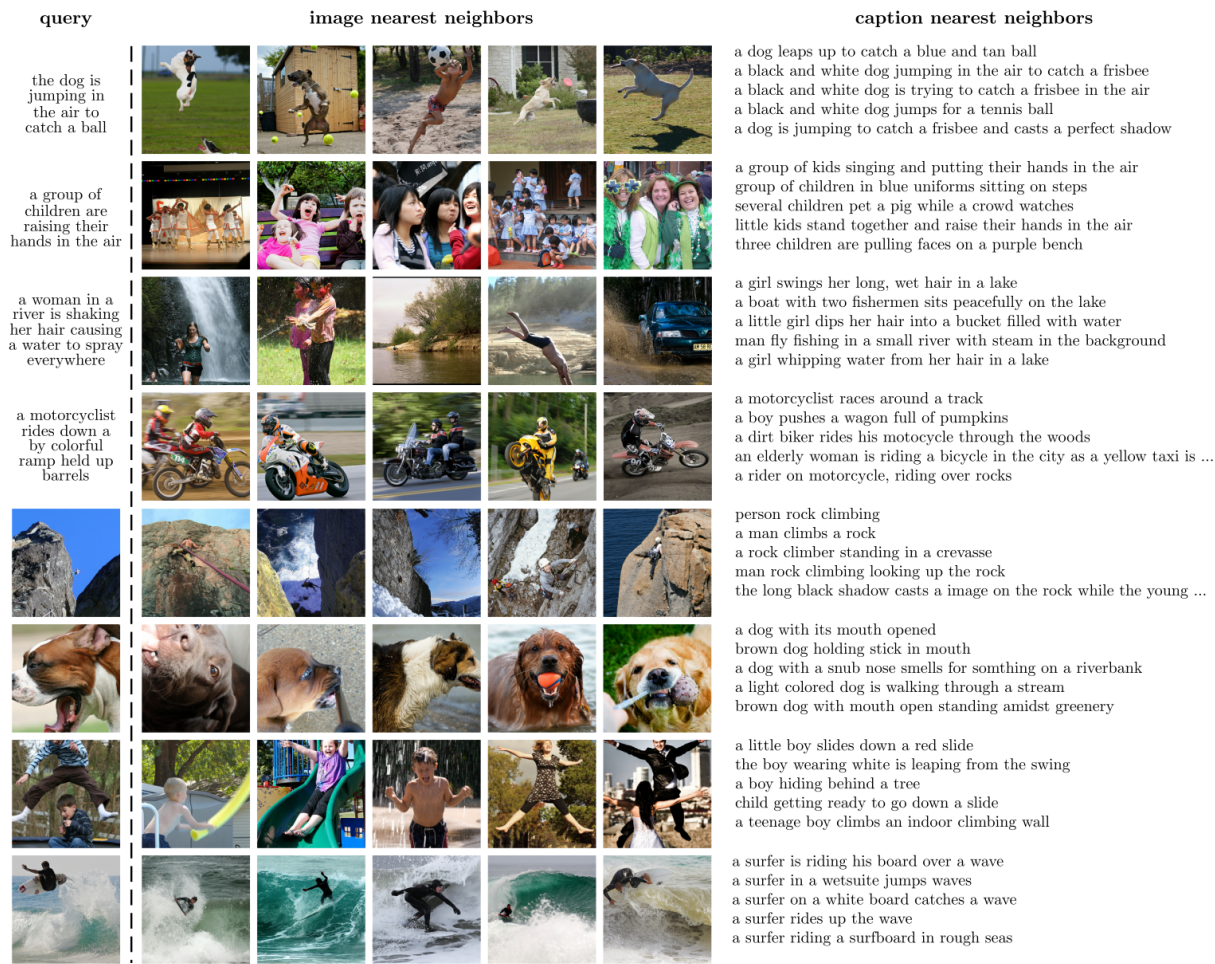 query
image nearest neighbors
caption nearest neighbors
the dog is
jumping in
the air to
catch a ball
a dog leaps up to catch a blue and tan ball
a black and white dog jumping in the air to catch a frisbee
a black and white dog is trying to catch a frisbee in the air
a black and white dog jumps for a tennis ball
a dog is jumping to catch a frisbee and casts a perfect shadow
a group of
children are
raising their
hands in the air
a group of kids singing and putting their hands in the air
group of children in blue uniforms sitting on steps
several children pet a pig while a crowd watches
little kids stand together and raise their hands in the air
three children are pulling faces on a purple bench
a woman in a
river is shaking
her hair causing
a water to spray
everywhere
a girl swings her long, wet hair in a lake
a boat with two fishermen sits peacefully on the lake
a little girl dips her hair into a bucket filled with water
man fly fishing in a small river with steam in the background
a girl whipping water from her hair in a lake
a motorcyclist
rides down a
by colorful
ramp held up
barrels
a motorcyclist races around a track
a boy pushes a wagon full of pumpkins
a dirt biker rides his motocycle through the woods
an elderly woman is riding a bicycle in the city as a yellow taxi is ...
a rider on motorcycle, riding over rocks
person rock climbing
a man climbs a rock
a rock climber standing in a crevasse
man rock climbing looking up the rock
the long black shadow casts a image on the rock while the young ...
a dog with its mouth opened
brown dog holding stick in mouth
a dog with a snub nose smells for somthing on a riverbank
a light colored dog is walking through a stream
brown dog with mouth open standing amidst greenery
a little boy slides down a red slide
the boy wearing white is leaping from the swing
a boy hiding behind a tree
child getting ready to go down a slide
a teenage boy climbs an indoor climbing wall
a surfer is riding his board over a wave
a surfer in a wetsuite jumps waves
a surfer on a white board catches a wave
a surfer rides up the wave
a surfer riding a surfboard in rough seas